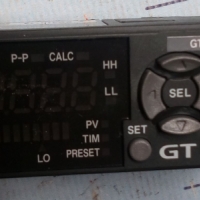 P-P CALC HH GT
LL SEL
PV
TIM SET
LO PRESET GT